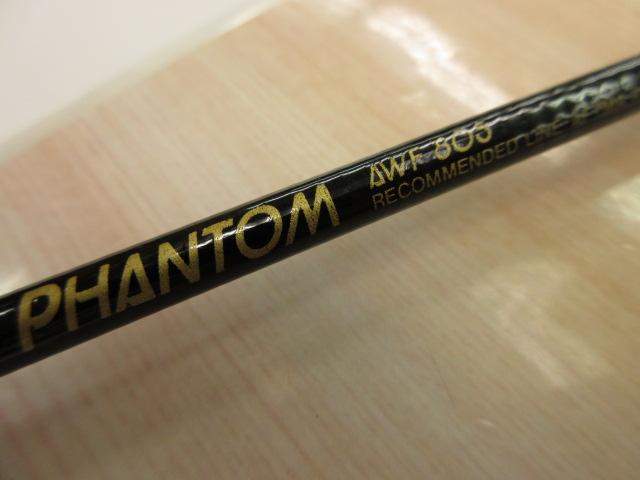 PHANTOM
AWF 805
RECOMMENDED LINE